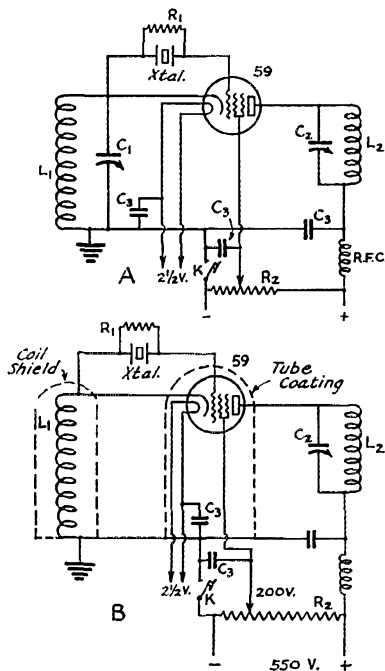 R1
Xtal.
59
L1
C1
C2
L2
C3
C3
C3
R.F.C
A
2½V.
K
R2
-
+
R1
Coil
Shield
Xtal.
59
Tube
Coating
L1
C2
L2
C3
C3
2½V.
K
200V.
R2
B
-
550 V.
+